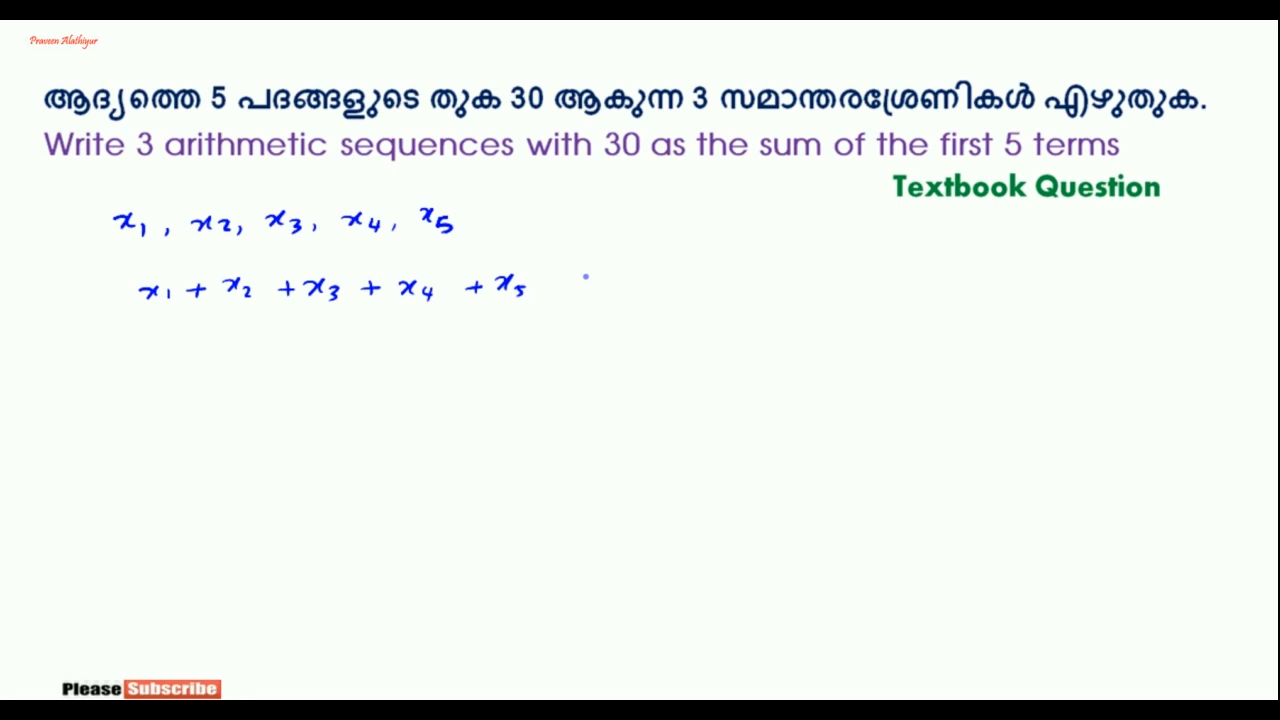 Praveen Alathiyur
ആദ്യത്തെ 5 പദങ്ങളുടെ തുക 30 ആകുന്ന 3 സമാന്തരശ്രേണികൾ എഴുതുക.
Write 3 arithmetic sequences with 30 as the sum of the first 5 terms
Textbook Question
x₁, x₂, x₃, x₄, x₅
x₁ + x₂ + x₃ + x₄ + x₅
Please Subscribe